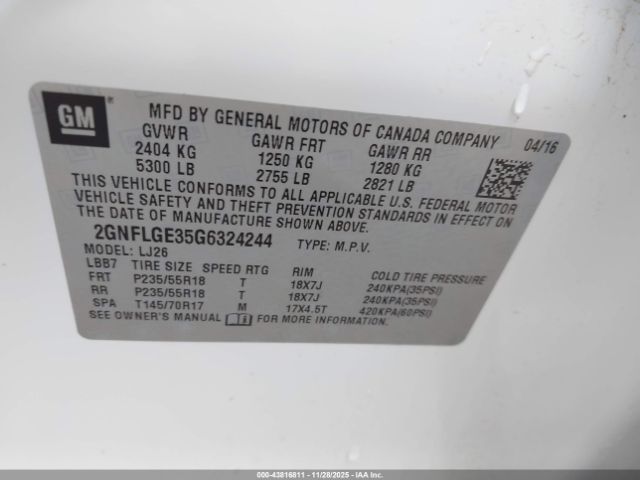 GM
MFD BY GENERAL MOTORS OF CANADA COMPANY 04/16
GVWR GAWR FRT GAWR RR
2404 KG 1250 KG 1280 KG
5300 LB 2755 LB 2821 LB
THIS VEHICLE CONFORMS TO ALL APPLICABLE U.S. FEDERAL MOTOR
VEHICLE SAFETY AND THEFT PREVENTION STANDARDS IN EFFECT ON
THE DATE OF MANUFACTURE SHOWN ABOVE.
2GNFLGE35G6324244 TYPE: M.P.V.
MODEL: LJ26
LBB7 TIRE SIZE SPEED RTG RIM COLD TIRE PRESSURE
FRT P235/55R18 T 18X7J 240KPA(35PSI)
RR P235/55R18 T 18X7J 240KPA(35PSI)
SPA T145/70R17 M 17X4.5T 420KPA(60PSI)
SEE OWNER'S MANUAL FOR MORE INFORMATION.
000-43816811 - 11/28/2025 - IAAI.CA